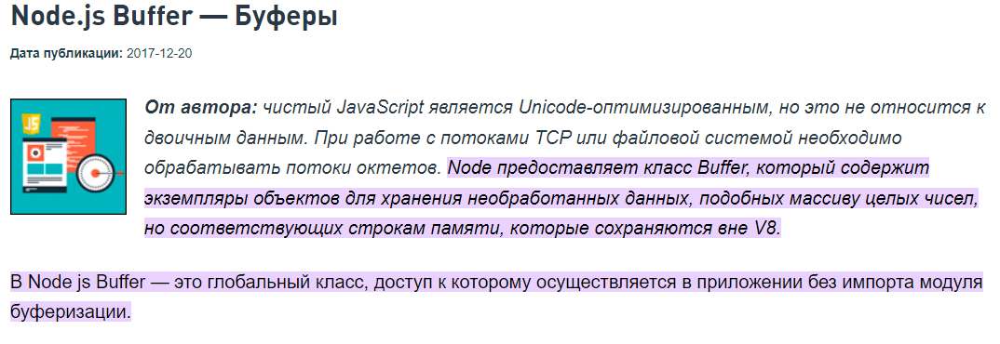 Node.js Buffer — Буферы
Дата публикации: 2017-12-20
JS
От автора: чистый JavaScript является Unicode-оптимизированным, но это не относится к
двоичным данным. При работе с потоками TCP или файловой системой необходимо
обрабатывать потоки октетов. Node предоставляет класс Buffer, который содержит
экземпляры объектов для хранения необработанных данных, подобных массиву целых чисел,
но соответствующих строкам памяти, которые сохраняются вне V8.
В Node js Buffer — это глобальный класс, доступ к которому осуществляется в приложении без импорта модуля
буферизации.